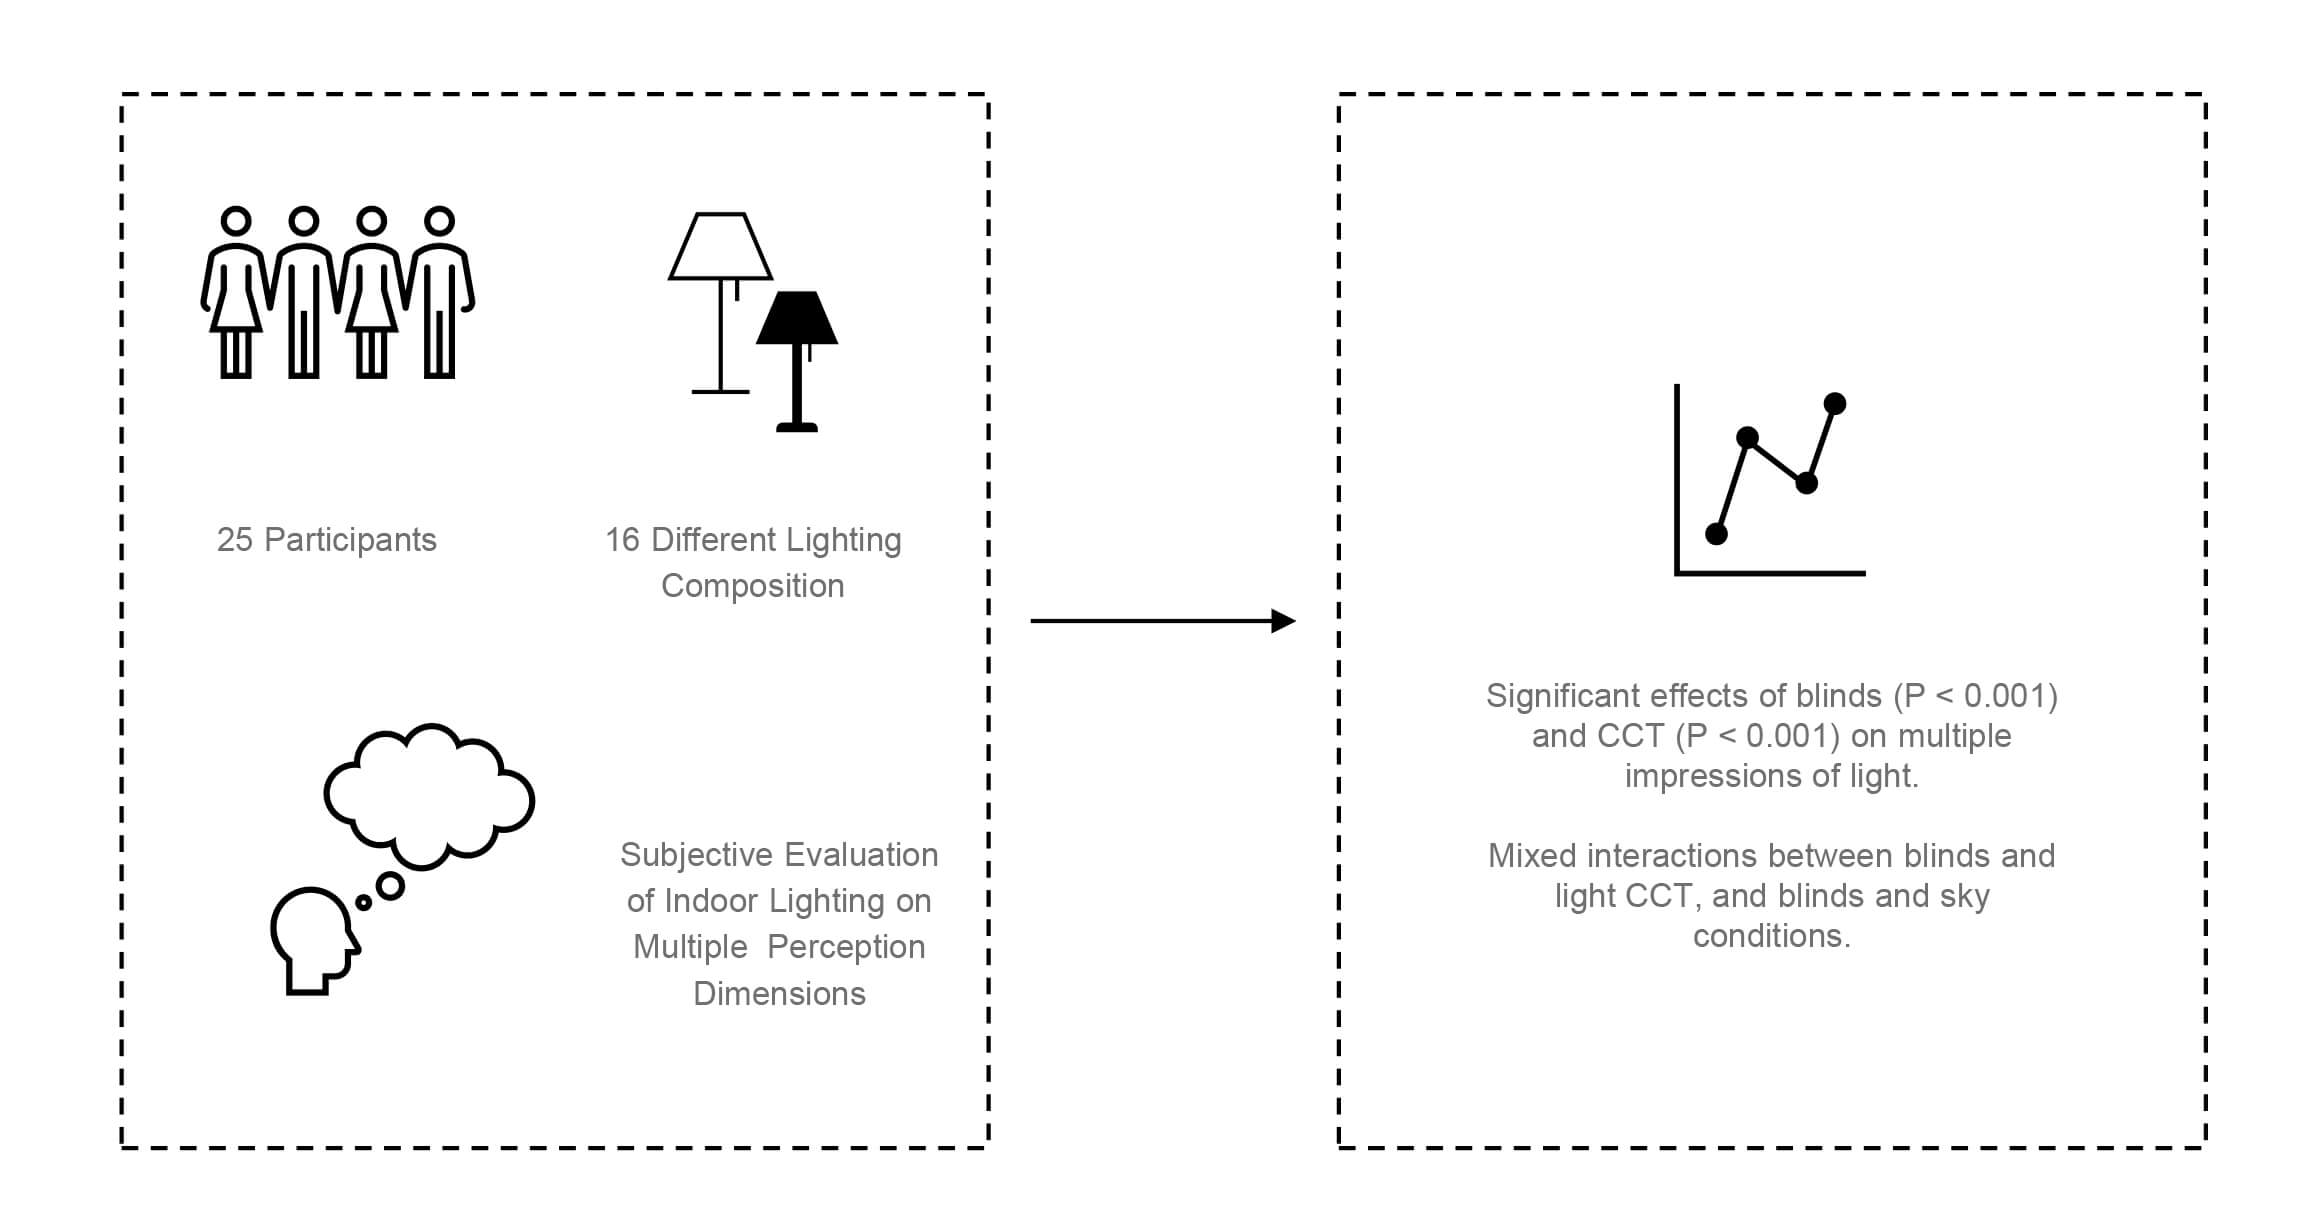 25 Participants
16 Different Lighting
Composition
Subjective Evaluation
of Indoor Lighting on
Multiple  Perception
Dimensions
Significant effects of blinds (P < 0.001)
and CCT (P < 0.001) on multiple
impressions of light.
Mixed interactions between blinds and
light CCT, and blinds and sky
conditions.